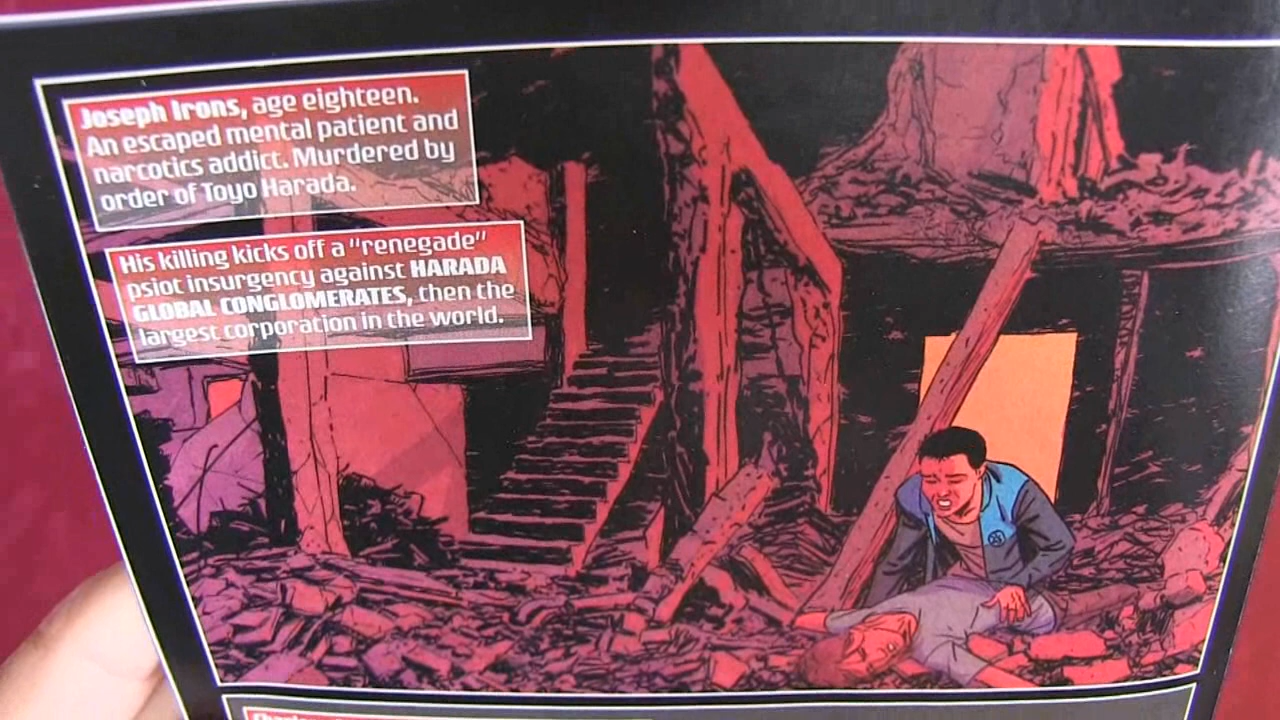 Joseph Irons, age eighteen.
An escaped mental patient and
narcotics addict. Murdered by
order of Toyo Harada.
His killing kicks off a "renegade"
psiot insurgency against HARADA
GLOBAL CONGLOMERATES, then the
largest corporation in the world.